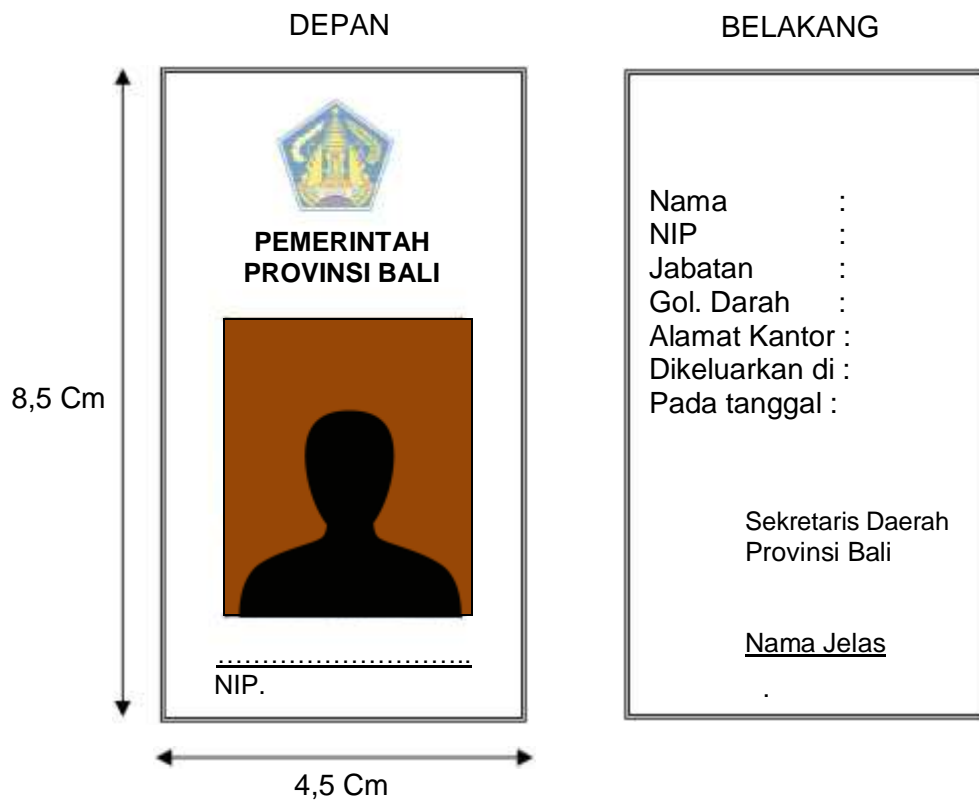 DEPAN
PEMERINTAH
PROVINSI BALI
...........................
NIP.
8,5 Cm
4,5 Cm
BELAKANG
Nama :
NIP :
Jabatan :
Gol. Darah :
Alamat Kantor :
Dikeluarkan di :
Pada tanggal :
Sekretaris Daerah
Provinsi Bali
Nama Jelas
.